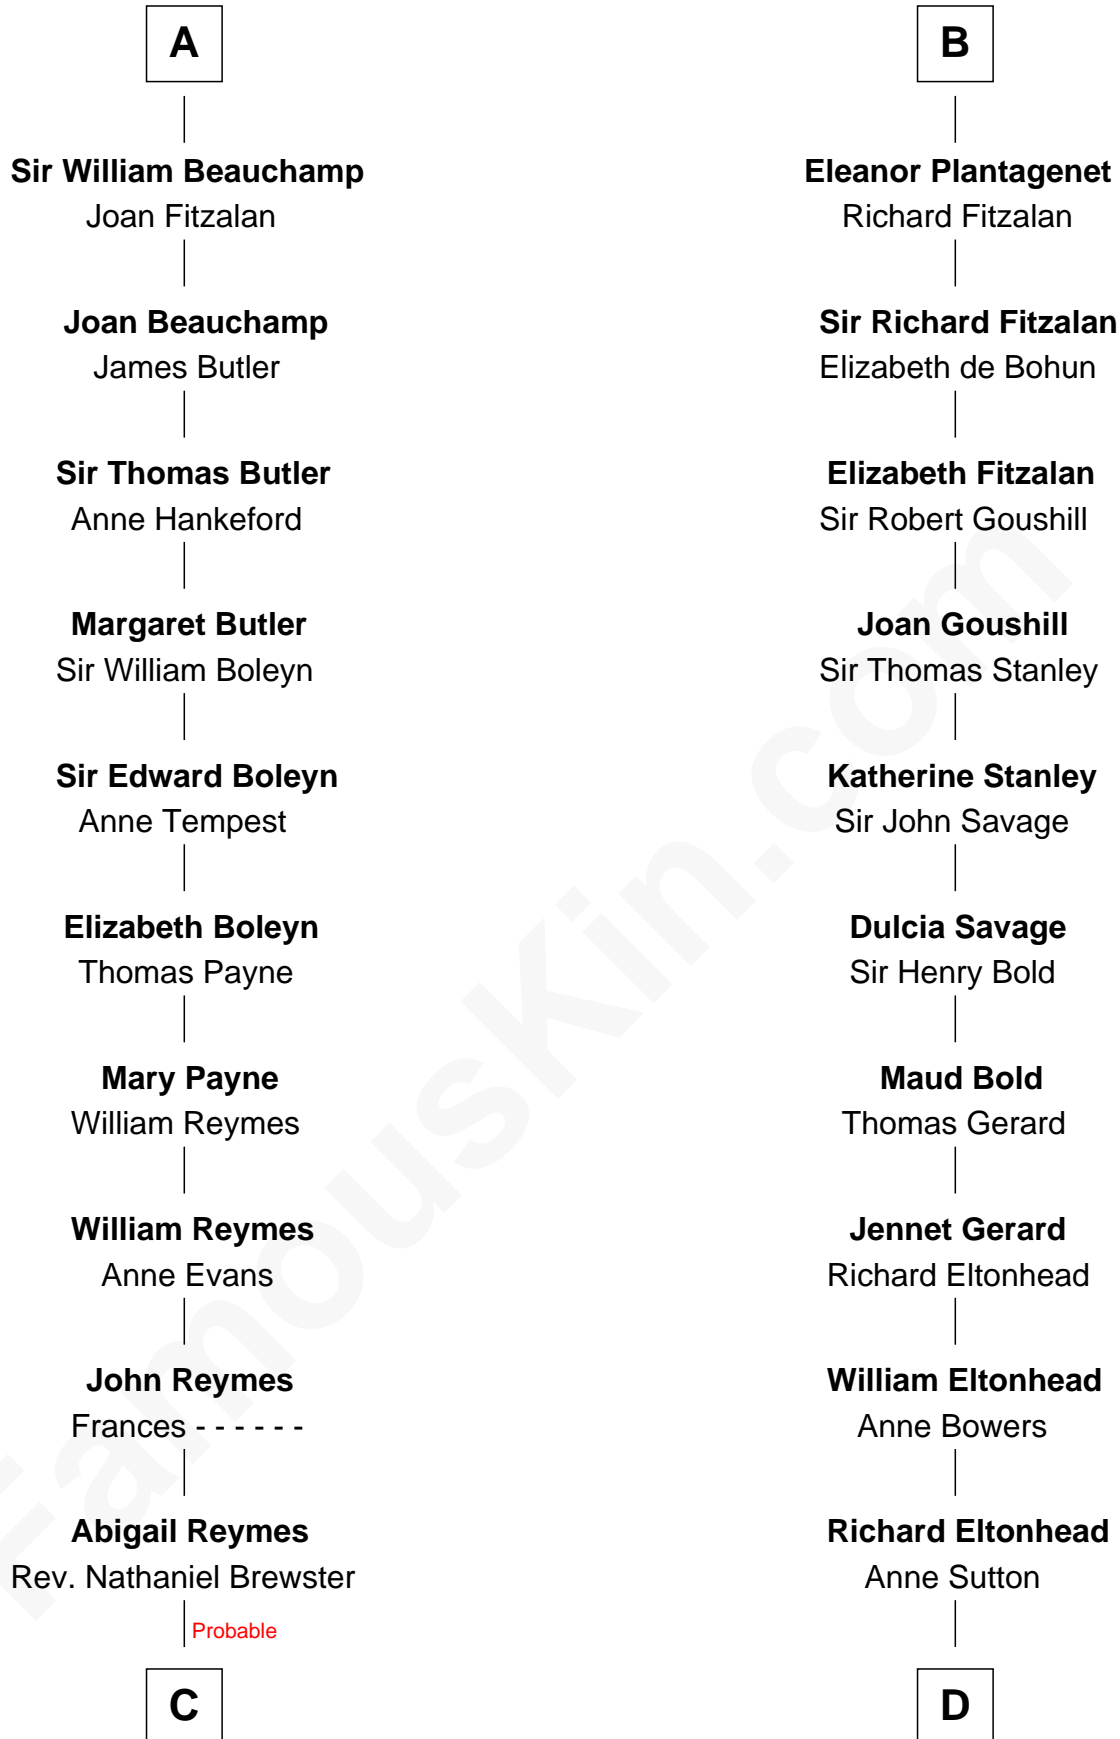 A
Sir William Beauchamp
Joan Fitzalan
Joan Beauchamp
James Butler
Sir Thomas Butler
Anne Hankeford
Margaret Butler
Sir William Boleyn
Sir Edward Boleyn
Anne Tempest
Elizabeth Boleyn
Thomas Payne
Mary Payne
William Reymes
William Reymes
Anne Evans
John Reymes
Frances - - - - - -
Abigail Reymes
Rev. Nathaniel Brewster
Probable
C
B
Eleanor Plantagenet
Richard Fitzalan
Sir Richard Fitzalan
Elizabeth de Bohun
Elizabeth Fitzalan
Sir Robert Goushill
Joan Goushill
Sir Thomas Stanley
Katherine Stanley
Sir John Savage
Dulcia Savage
Sir Henry Bold
Maud Bold
Thomas Gerard
Jennet Gerard
Richard Eltonhead
William Eltonhead
Anne Bowers
Richard Eltonhead
Anne Sutton
D
FamousKin.com